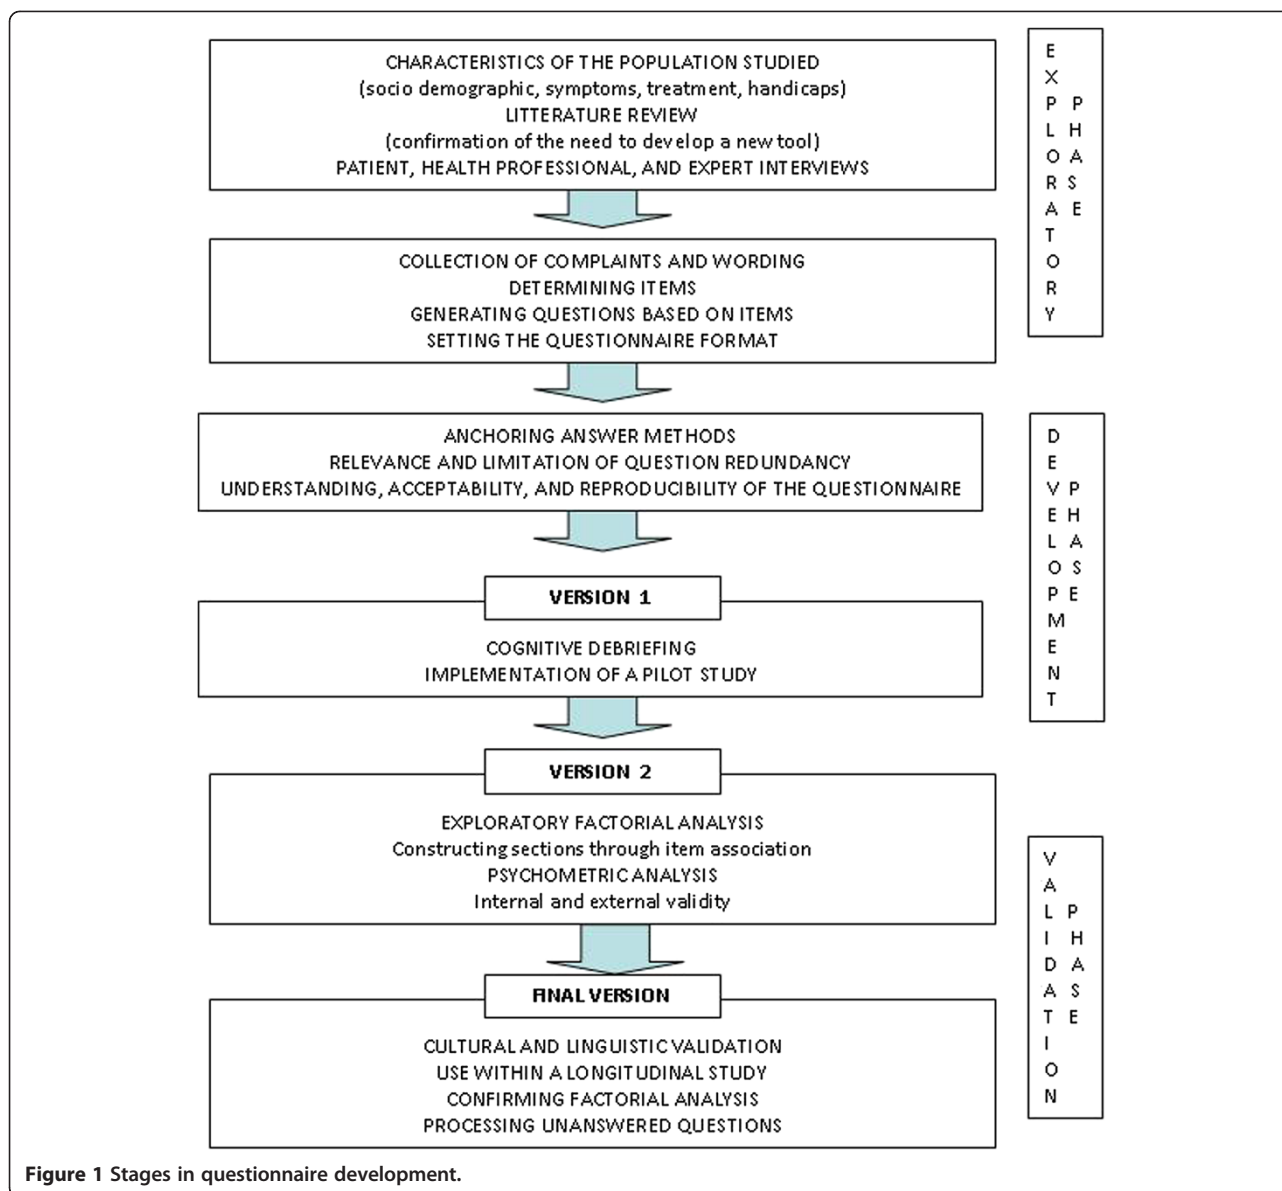 CHARACTERISTICS OF THE POPULATION STUDIED
(socio demographic, symptoms, treatment, handicaps)
LITTERATURE REVIEW
(confirmation of the need to develop a new tool)
PATIENT, HEALTH PROFESSIONAL, AND EXPERT INTERVIEWS
EXPLORATORY
PHASE
COLLECTION OF COMPLAINTS AND WORDING
DETERMINING ITEMS
GENERATING QUESTIONS BASED ON ITEMS
SETTING THE QUESTIONNAIRE FORMAT
ANCHORING ANSWER METHODS
RELEVANCE AND LIMITATION OF QUESTION REDUNDANCY
UNDERSTANDING, ACCEPTABILITY, AND REPRODUCIBILITY OF THE QUESTIONNAIRE
DEVELOPMENT
PHASE
VERSION 1
COGNITIVE DEBRIEFING
IMPLEMENTATION OF A PILOT STUDY
VERSION 2
EXPLORATORY FACTORIAL ANALYSIS
Constructing sections through item association
PSYCHOMETRIC ANALYSIS
Internal and external validity
VALIDATION
PHASE
FINAL VERSION
CULTURAL AND LINGUISTIC VALIDATION
USE WITHIN A LONGITUDINAL STUDY
CONFIRMING FACTORIAL ANALYSIS
PROCESSING UNANSWERED QUESTIONS
Figure 1 Stages in questionnaire development.